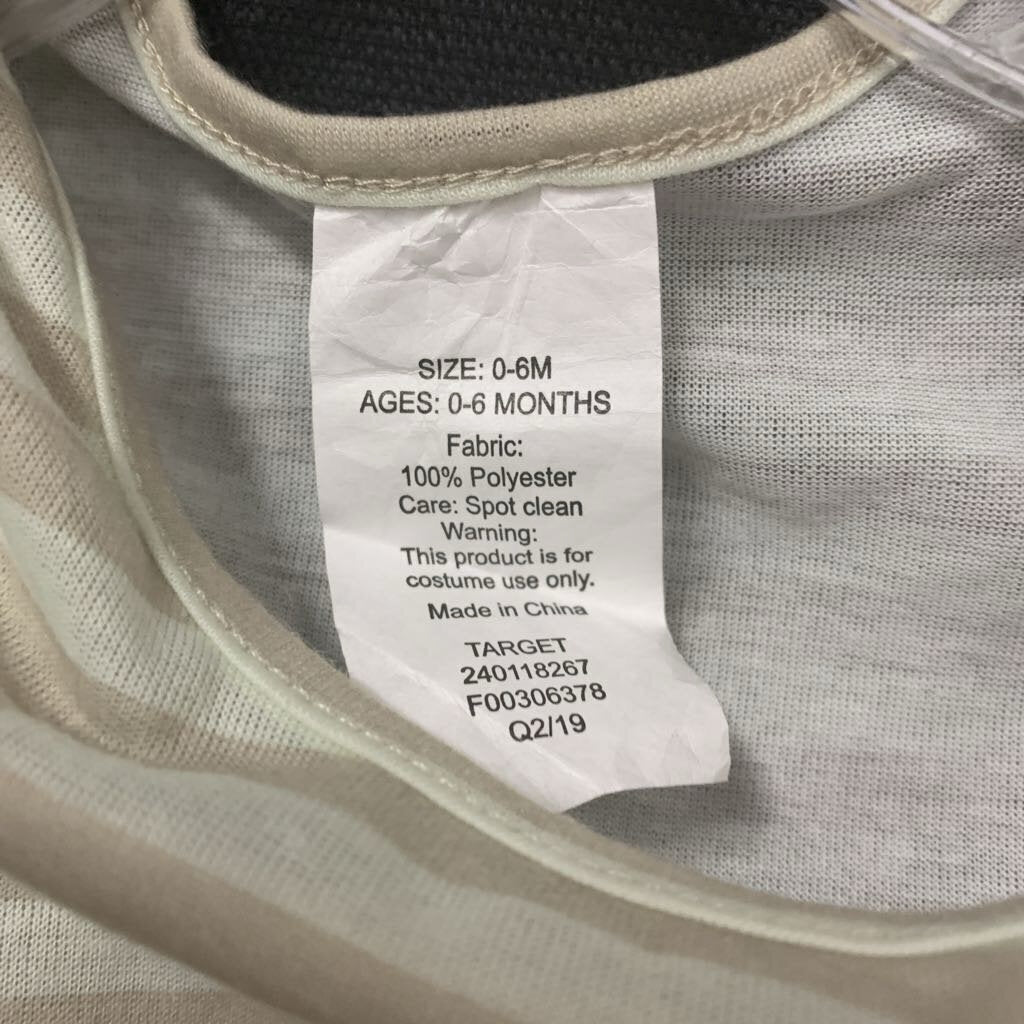 SIZE: 0-6M
AGES: 0-6 MONTHS
Fabric:
100% Polyester
Care: Spot clean
Warning:
This product is for
costume use only.
Made in China
TARGET
240118267
F00306378
Q2/19